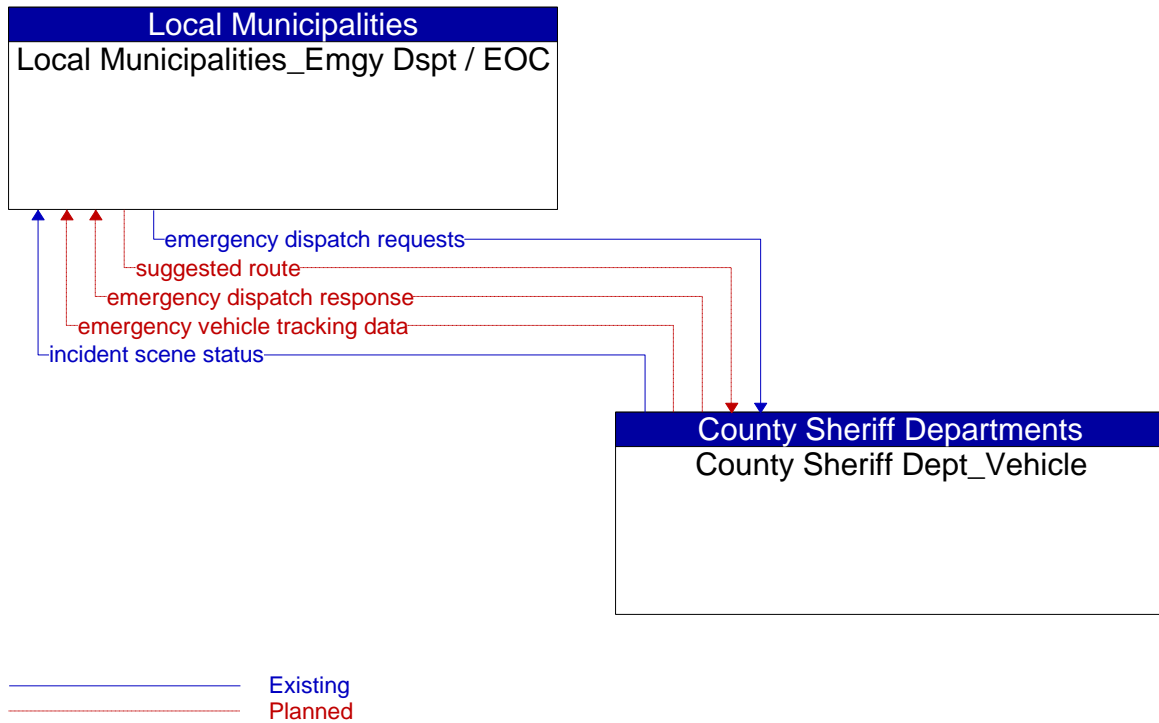 Local Municipalities
Local Municipalities_Emgy Dspt / EOC
emergency dispatch requests
suggested route
emergency dispatch response
emergency vehicle tracking data
incident scene status
County Sheriff Departments
County Sheriff Dept_Vehicle
Existing
Planned